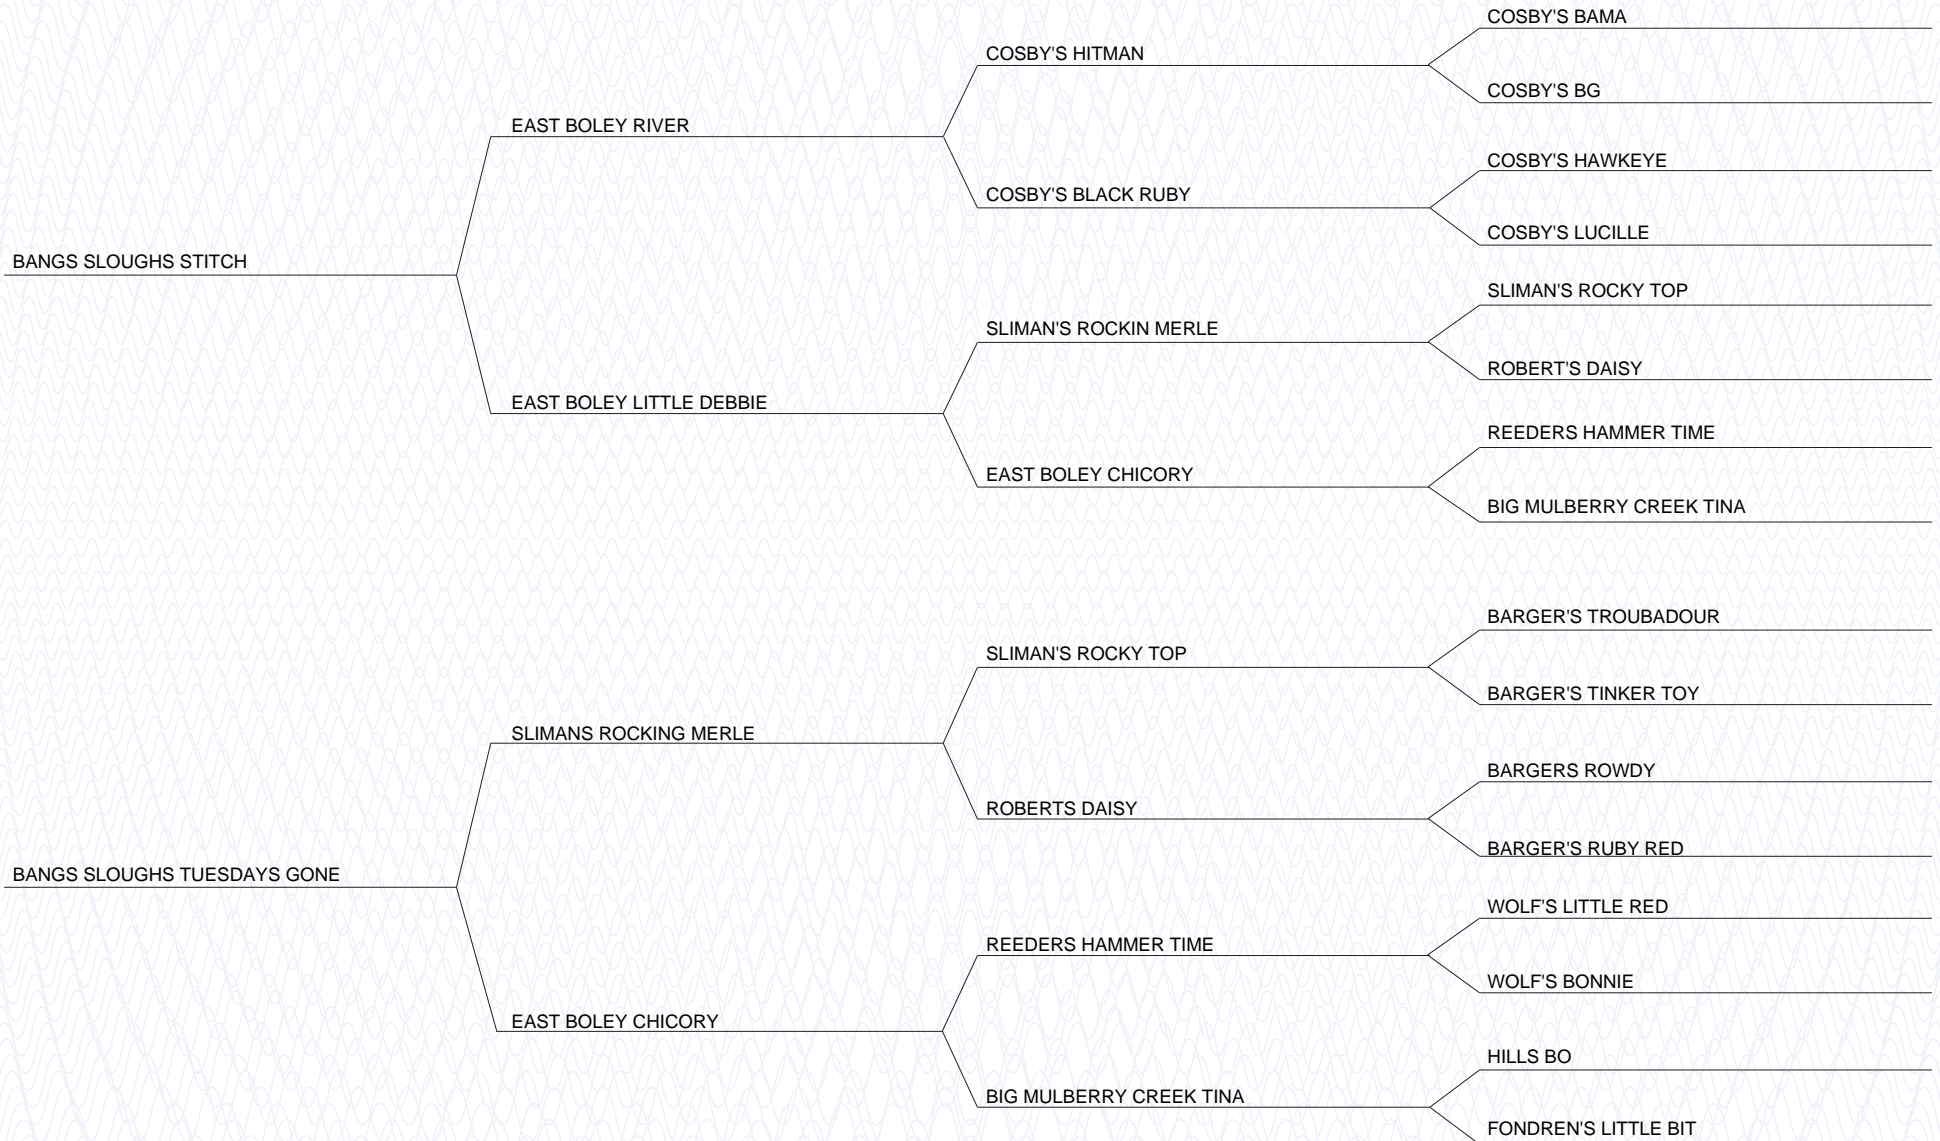 COSBY'S BAMA
COSBY'S HITMAN
COSBY'S BG
EAST BOLEY RIVER
COSBY'S HAWKEYE
COSBY'S BLACK RUBY
COSBY'S LUCILLE
BANGS SLOUGHS STITCH
SLIMAN'S ROCKY TOP
SLIMAN'S ROCKIN MERLE
ROBERT'S DAISY
EAST BOLEY LITTLE DEBBIE
REEDERS HAMMER TIME
EAST BOLEY CHICORY
BIG MULBERRY CREEK TINA
BARGER'S TROUBADOUR
SLIMAN'S ROCKY TOP
BARGER'S TINKER TOY
SLIMANS ROCKING MERLE
BARGERS ROWDY
ROBERTS DAISY
BARGER'S RUBY RED
BANGS SLOUGHS TUESDAYS GONE
WOLF'S LITTLE RED
REEDERS HAMMER TIME
WOLF'S BONNIE
EAST BOLEY CHICORY
HILLS BO
BIG MULBERRY CREEK TINA
FONDREN'S LITTLE BIT